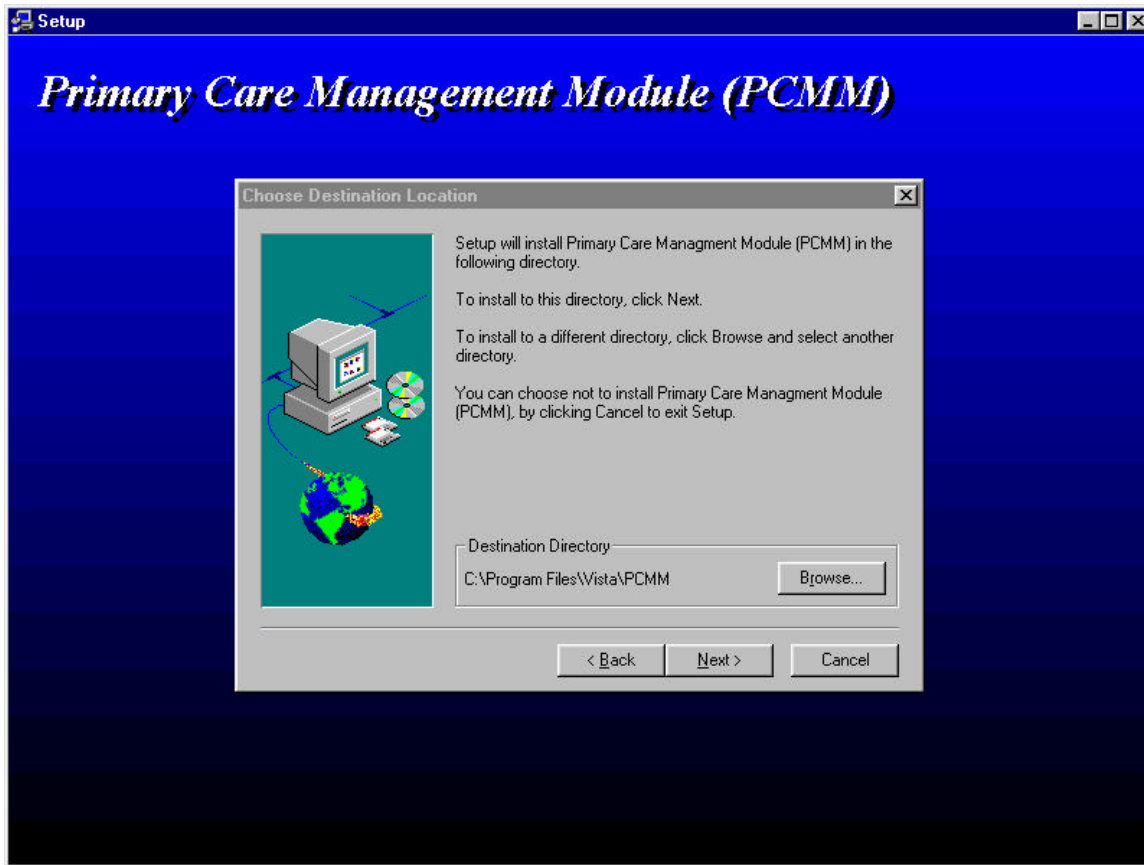 Setup
Primary Care Management Module (PCMM)
Choose Destination Location
Setup will install Primary Care Managment Module (PCMM) in the
following directory.
To install to this directory, click Next.
To install to a different directory, click Browse and select another
directory.
You can choose not to install Primary Care Managment Module
(PCMM), by clicking Cancel to exit Setup.
Destination Directory
C:\Program Files\Vista\PCMM
Browse...
< Back
Next >
Cancel